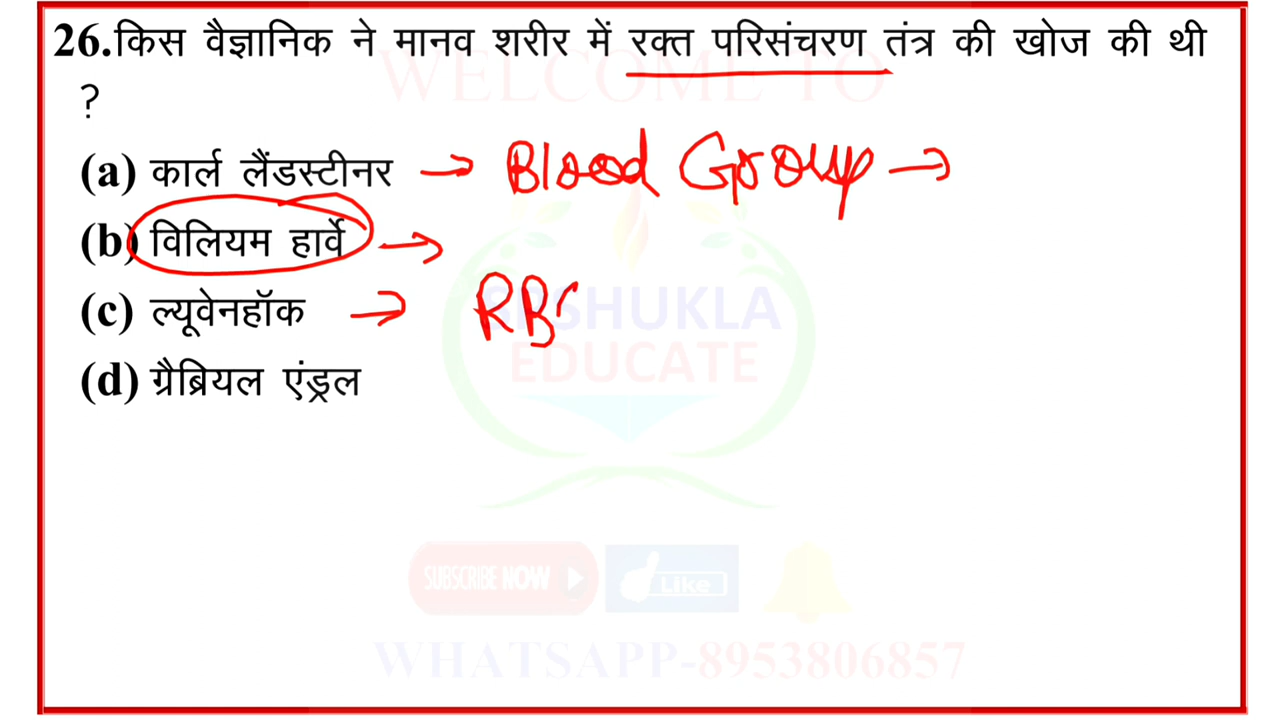 26.किस वैज्ञानिक ने मानव शरीर में रक्त परिसंचरण तंत्र की खोज की थी
?
(a) कार्ल लैंडस्टीनर → Blood Group →
(b) विलियम हार्वे →
(c) ल्यूवेनहॉक → RBC
(d) ग्रैब्रियल एंड्रल
WELCOME TO
SHUKLA
EDUCATE
SUBSCRIBE NOW
Like
WHATSAPP-8953806857